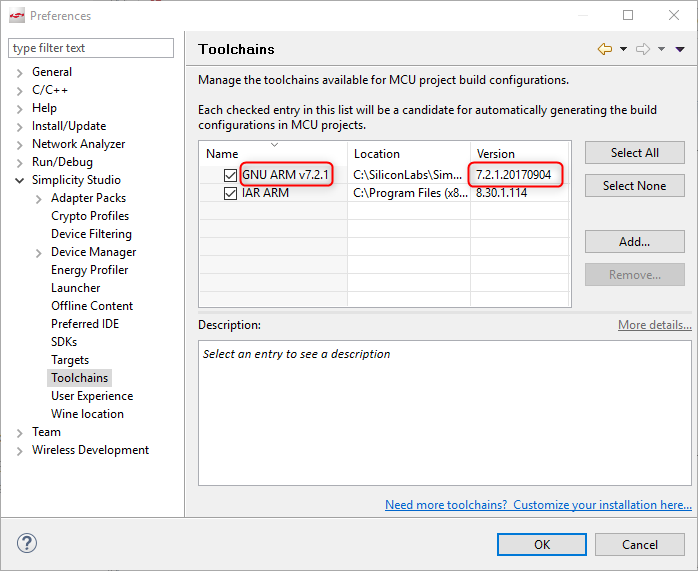 Preferences
type filter text
General
C/C++
Help
Install/Update
Network Analyzer
Run/Debug
Simplicity Studio
Adapter Packs
Crypto Profiles
Device Filtering
Device Manager
Energy Profiler
Launcher
Offline Content
Preferred IDE
SDKs
Targets
Toolchains
User Experience
Wine location
Team
Wireless Development
Toolchains
Manage the toolchains available for MCU project build configurations.
Each checked entry in this list will be a candidate for automatically generating the build
configurations in MCU projects.
Name Location Version
GNU ARM v7.2.1 C:\SiliconLabs\Sim... 7.2.1.20170904
IAR ARM C:\Program Files (x8... 8.30.1.114
Select All
Select None
Add...
Remove...
Description: More details...
Select an entry to see a description
Need more toolchains? Customize your installation here...
? OK Cancel